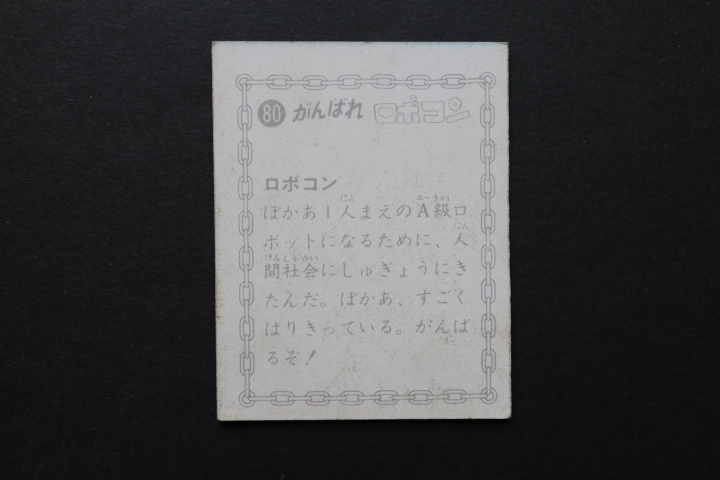 80 がんばれ ロボコン
ロボコン
ぼかあ1人まえのA級ロ
ボットになるために、人
間社会にしゅぎょうにき
たんだ。ぼかあ、すごく
はりきっている。がんば
るぞ！